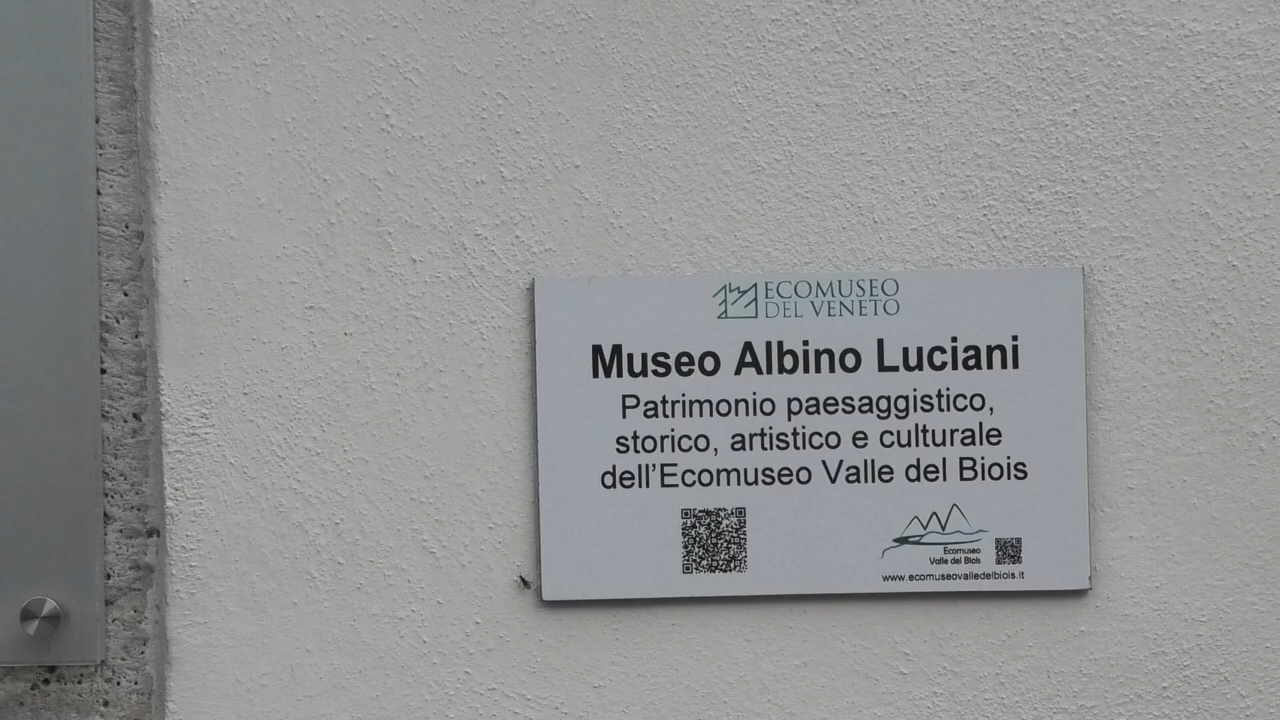 ECOMUSEO
DEL VENETO
Museo Albino Luciani
Patrimonio paesaggistico,
storico, artistico e culturale
dell'Ecomuseo Valle del Biois
Ecomuseo
Valle del Biois
www.ecomuseovalledelbiois.it